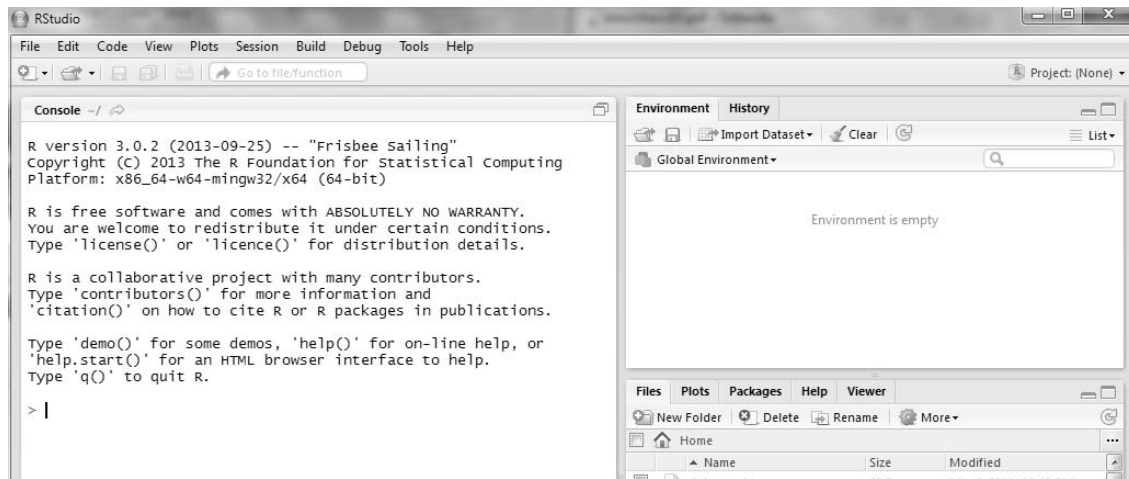 RStudio
File Edit Code View Plots Session Build Debug Tools Help
Go to file/function
Project: (None)
Console ~/
R version 3.0.2 (2013-09-25) -- "Frisbee Sailing"
Copyright (C) 2013 The R Foundation for Statistical Computing
Platform: x86_64-w64-mingw32/x64 (64-bit)
R is free software and comes with ABSOLUTELY NO WARRANTY.
You are welcome to redistribute it under certain conditions.
Type 'license()' or 'licence()' for distribution details.
R is a collaborative project with many contributors.
Type 'contributors()' for more information and
'citation()' on how to cite R or R packages in publications.
Type 'demo()' for some demos, 'help()' for on-line help, or
'help.start()' for an HTML browser interface to help.
Type 'q()' to quit R.
>
Environment History
Import Dataset Clear List
Global Environment
Environment is empty
Files Plots Packages Help Viewer
New Folder Delete Rename More
Home ...
Name Size Modified